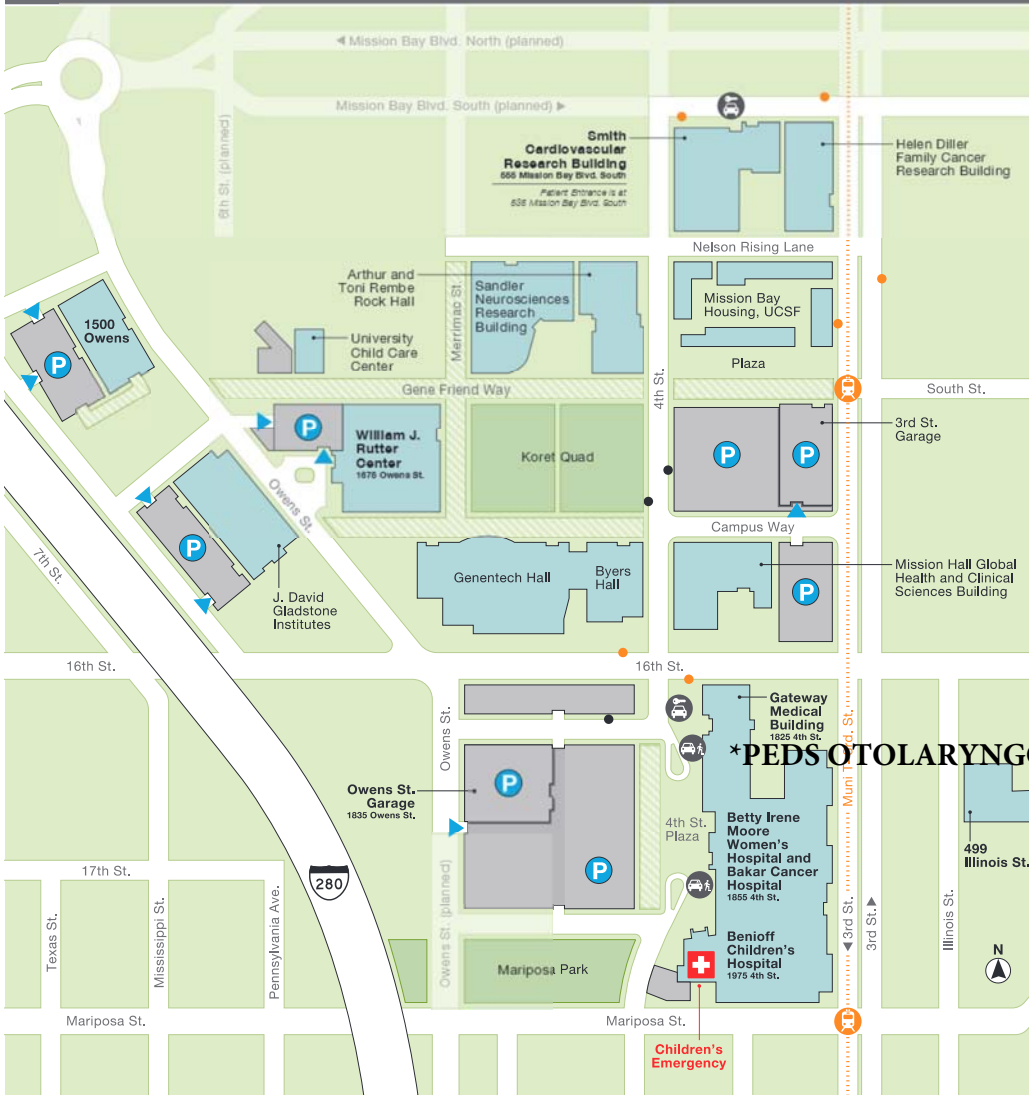 ◀ Mission Bay Blvd. North (planned)
Mission Bay Blvd. South (planned) ▶
6th St. (planned)
Smith
Cardiovascular
Research Building
555 Mission Bay Blvd. South
Patient Entrance is at
535 Mission Bay Blvd. South
Helen Diller
Family Cancer
Research Building
Nelson Rising Lane
Arthur and
Toni Rembe
Rock Hall
Merrimac St.
Sandler
Neurosciences
Research
Building
Mission Bay
Housing, UCSF
Plaza
1500
Owens
P
University
Child Care
Center
Gene Friend Way
4th St.
South St.
P
William J.
Rutter
Center
1675 Owens St.
Koret Quad
P
P
3rd St.
Garage
Owens St.
Campus Way
P
J. David
Gladstone
Institutes
7th St.
Genentech Hall
Byers
Hall
P
Mission Hall Global
Health and Clinical
Sciences Building
16th St.
16th St.
Owens St.
Gateway
Medical
Building
1825 4th St.
Muni T
d. St.
*PEDS OTOLARYNG
Owens St.
Garage
1835 Owens St.
P
P
4th St.
Plaza
Betty Irene
Moore
Women's
Hospital and
Bakar Cancer
Hospital
1855 4th St.
499
Illinois St.
17th St.
280
Owens St. (planned)
Texas St.
Mississippi St.
Pennsylvania Ave.
Mariposa Park
Benioff
Children's
Hospital
1975 4th St.
◀3rd St.
3rd St.▶
Illinois St.
N
Mariposa St.
Mariposa St.
Children's
Emergency